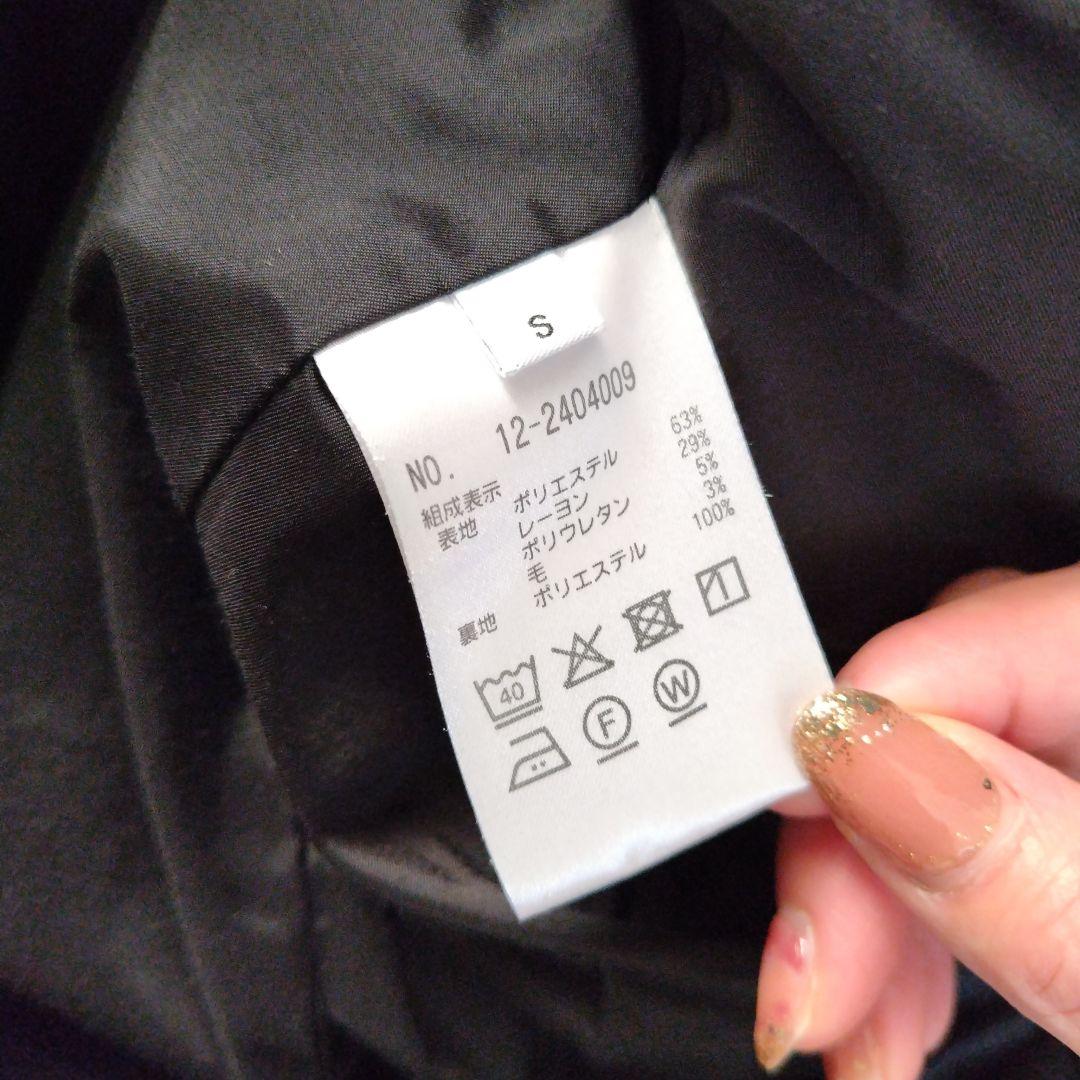 S
NO. 12-2404009
組成表示
表地 ポリエステル 63%
レーヨン 29%
ポリウレタン 5%
毛 3%
裏地 ポリエステル 100%
40
F W